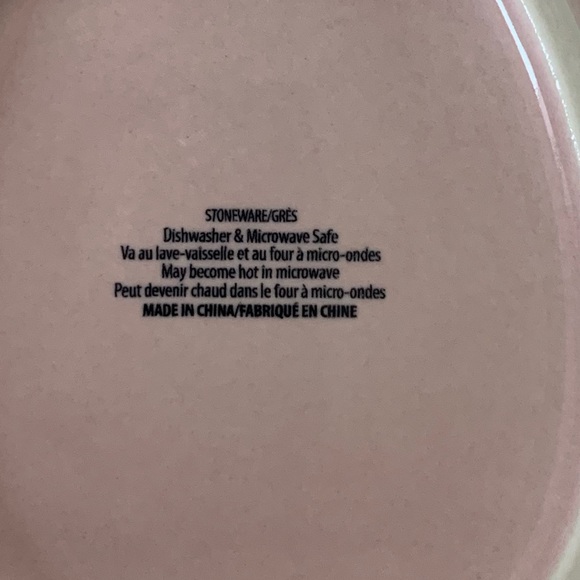 STONEWARE/GRÈS
Dishwasher & Microwave Safe
Va au lave-vaisselle et au four à micro-ondes
May become hot in microwave
Peut devenir chaud dans le four à micro-ondes
MADE IN CHINA/FABRIQUÉ EN CHINE